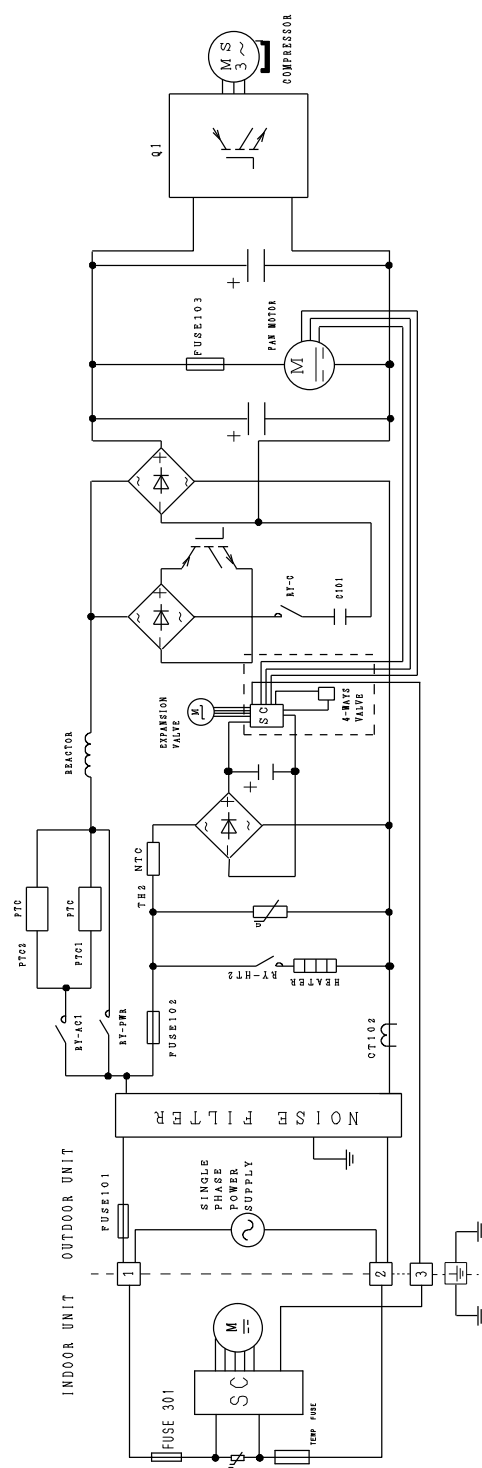 M S
3 ~
COMPRESSOR
Q1
+
FUSE103
FAN MOTOR
M
+
+
~
~
−
+
~
~
−
RY-C
C101
EXPANSION
VALVE
M
SC
4-WAYS
VALVE
REACTOR
+
+
~
~
−
NTC
TH2
PTC
PTC2
PTC
PTC1
U
RY-HT2
HEATER
RY-AC1
RY-PWR
FUSE102
CT102
NOISE FILTER
OUTDOOR UNIT
FUSE101
SINGLE
PHASE
POWER
SUPPLY
1
2
3
INDOOR UNIT
M
SC
FUSE 301
U
TEMP FUSE